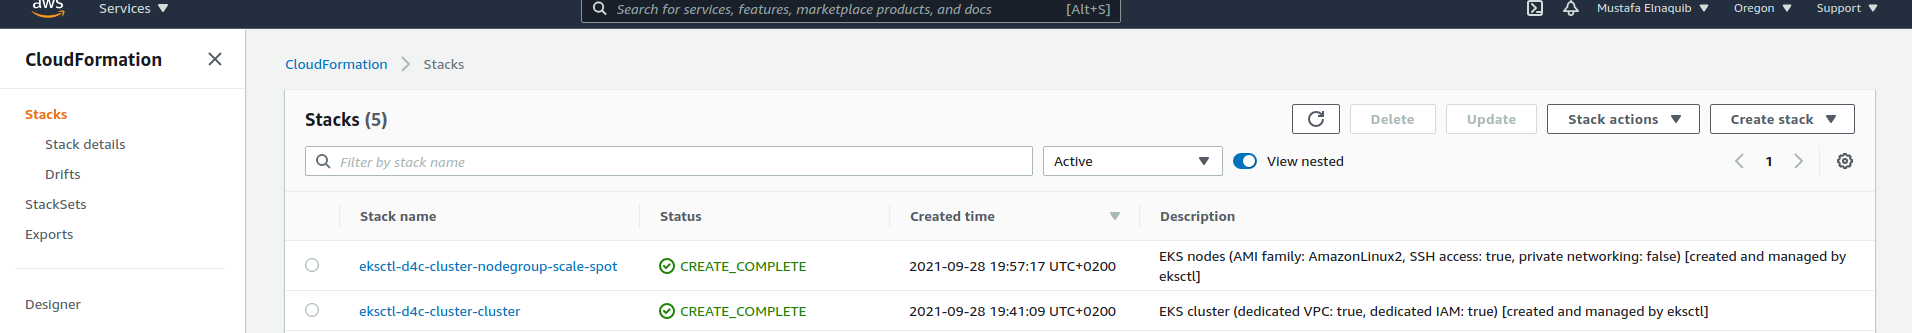 aws
Services
Search for services, features, marketplace products, and docs
[Alt+S]
Mustafa Elnaquib
Oregon
Support
CloudFormation
Stacks
Stack details
Drifts
StackSets
Exports
Designer
CloudFormation
Stacks
Stacks (5)
Delete
Update
Stack actions
Create stack
Filter by stack name
Active
View nested
1
Stack name
Status
Created time
Description
eksctl-d4c-cluster-nodegroup-scale-spot
CREATE_COMPLETE
2021-09-28 19:57:17 UTC+0200
EKS nodes (AMI family: AmazonLinux2, SSH access: true, private networking: false) [created and managed by
eksctl]
eksctl-d4c-cluster-cluster
CREATE_COMPLETE
2021-09-28 19:41:09 UTC+0200
EKS cluster (dedicated VPC: true, dedicated IAM: true) [created and managed by eksctl]